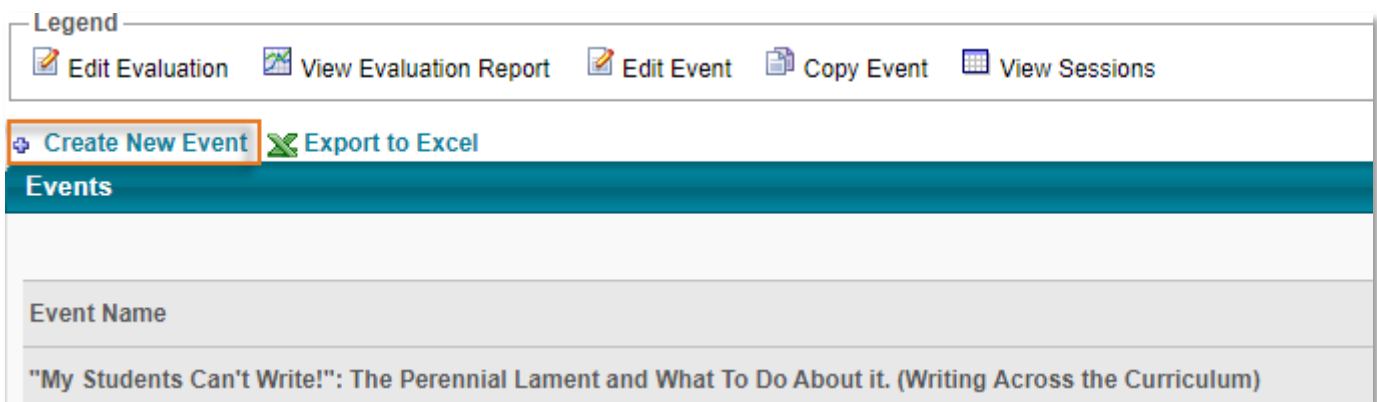 Legend
Edit Evaluation View Evaluation Report Edit Event Copy Event View Sessions
Create New Event Export to Excel
Events
Event Name
"My Students Can't Write!": The Perennial Lament and What To Do About it. (Writing Across the Curriculum)